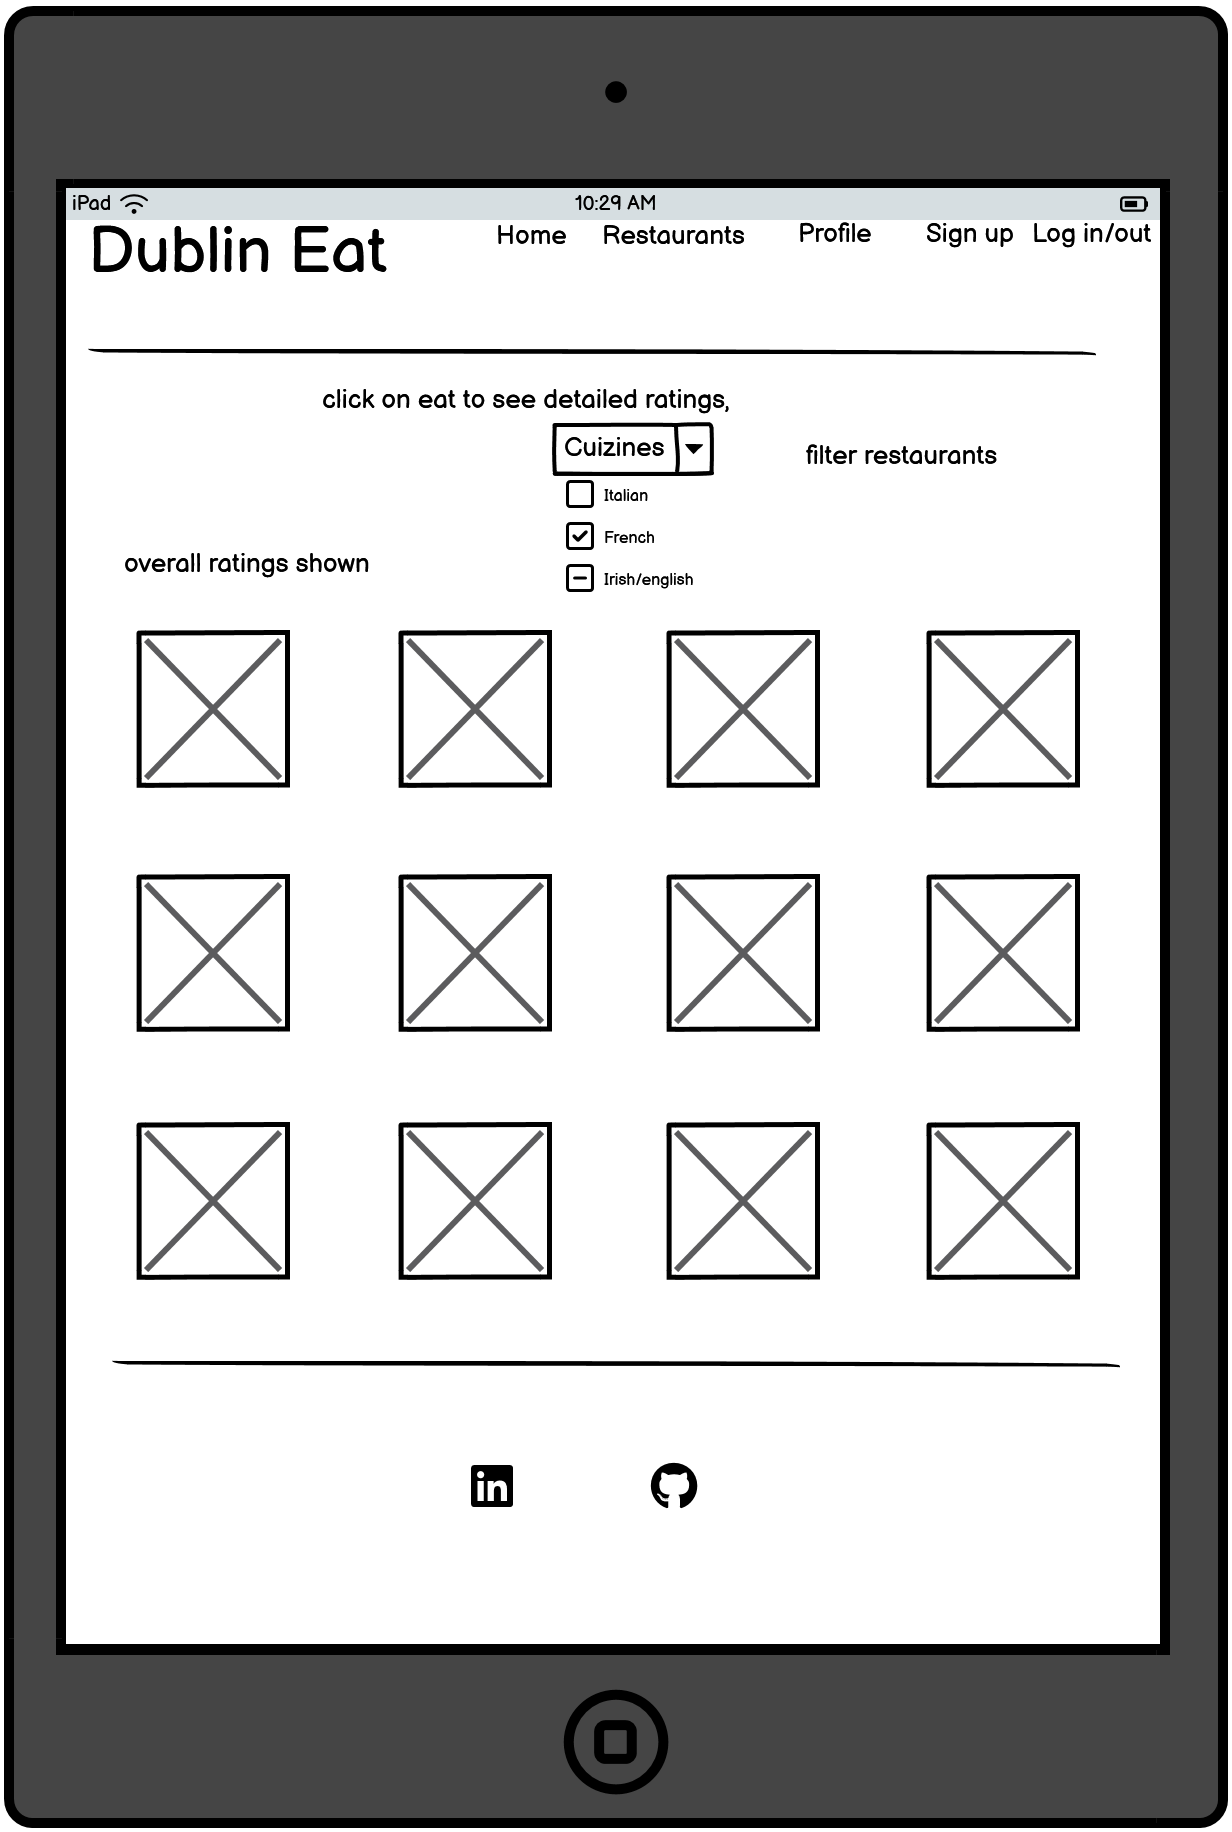 iPad 10:29 AM
Dublin Eat Home Restaurants Profile Sign up Log in/out
click on eat to see detailed ratings,
Cuizines
filter restaurants
Italian
French
overall ratings shown
Irish/english
in